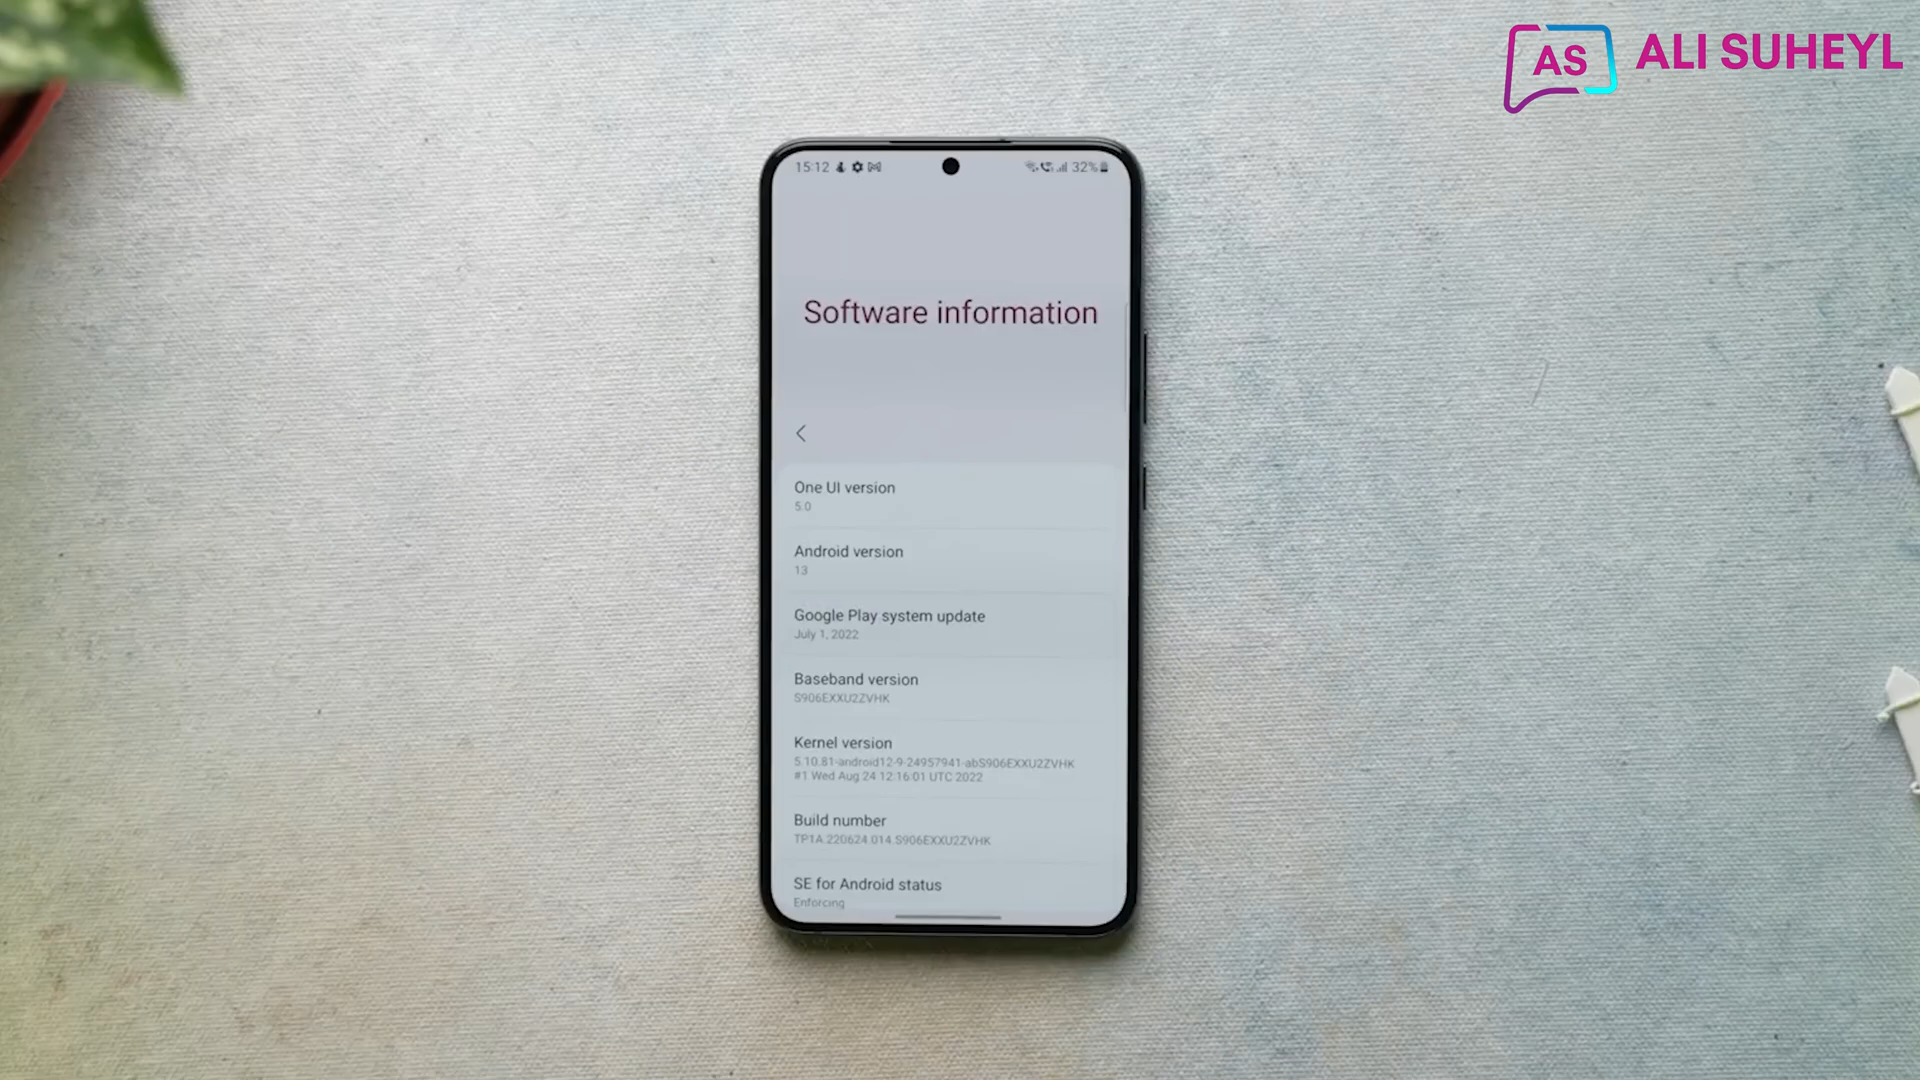 AS ALI SUHEYL
15:12 32%
Software information
One UI version
5.0
Android version
13
Google Play system update
July 1, 2022
Baseband version
S906EXXU2ZVHK
Kernel version
5.10.81-android12-9-24957941-abS906EXXU2ZVHK
#1 Wed Aug 24 12:16:01 UTC 2022
Build number
TP1A.220624.014.S906EXXU2ZVHK
SE for Android status
Enforcing